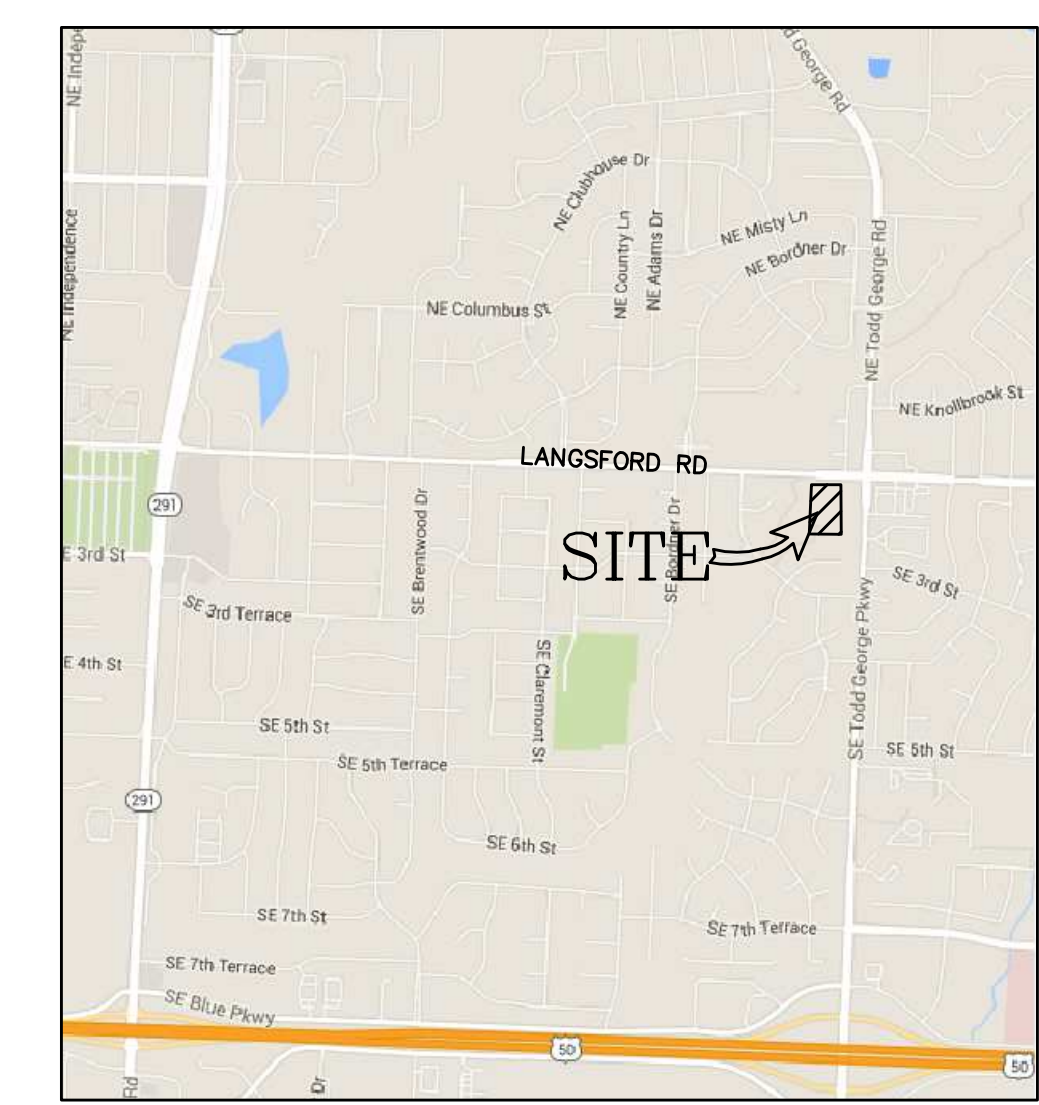 d George Rd
NE Indepe
NE Clubhouse Dr
NE Country Ln
NE Adams Dr
NE Misty Ln
NE Bordner Dr
NE Independence
NE Todd George Rd
NE Columbus St
NE Knollbrook St
LANGSFORD RD
291
SITE
SE Brentwood Dr
SE Bordner Dr
E 3rd St
SE 3rd St
SE 3rd Terrace
SE Claremont St
SE Todd George Pkwy
E 4th St
SE 5th St
SE 5th St
SE 5th Terrace
291
SE 6th St
SE 7th St
SE 7th Terrace
SE 7th Terrace
SE Blue Pkwy
50
50
Rd
Dr